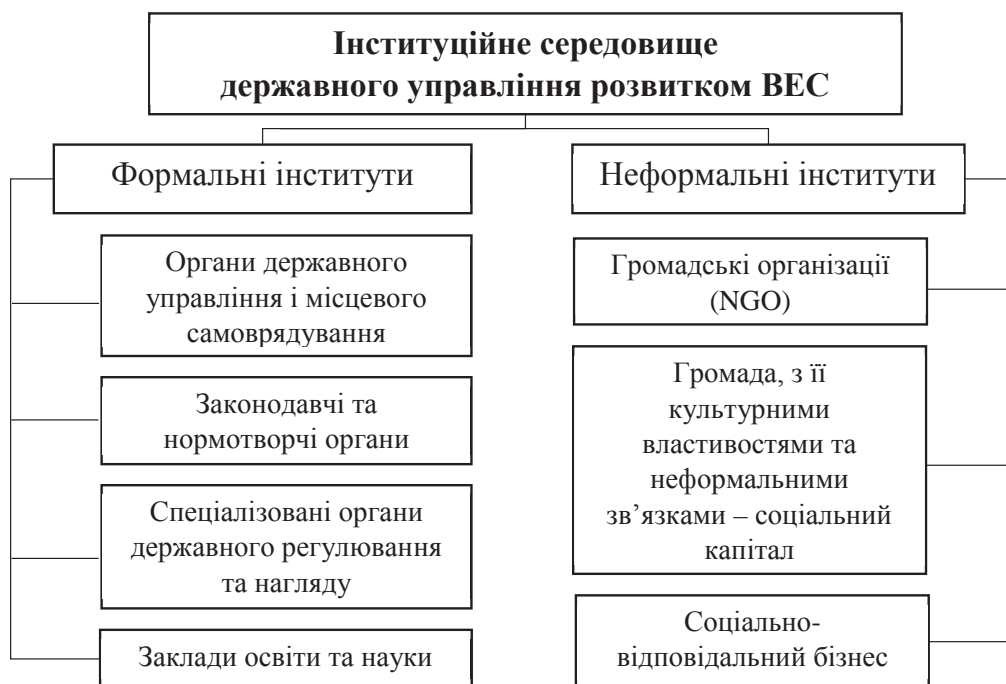 Інституційне середовище
державного управління розвитком ВЕС
Формальні інститути
Неформальні інститути
Органи державного
управління і місцевого
самоврядування
Законодавчі та
нормотворчі органи
Спеціалізовані органи
державного регулювання
та нагляду
Заклади освіти та науки
Громадські організації
(NGO)
Громада, з її
культурними
властивостями та
неформальними
зв’язками – соціальний
капітал
Соціально-
відповідальний бізнес